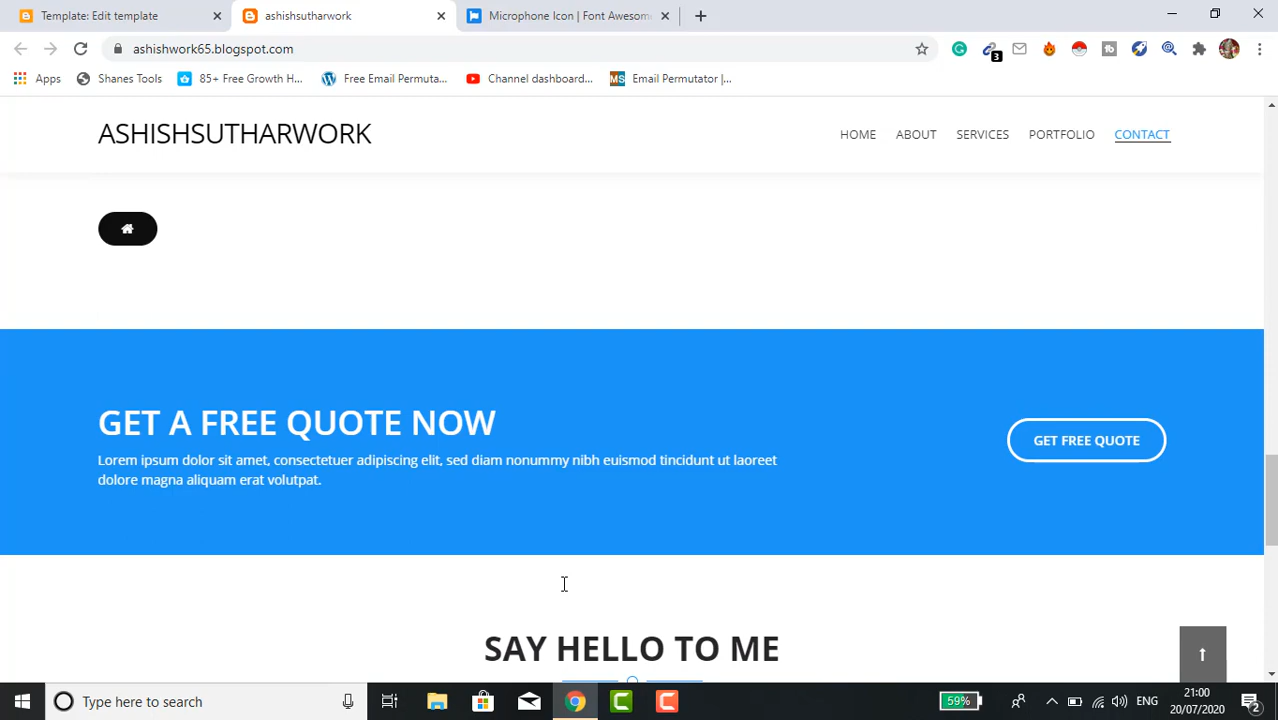 Template: Edit template
ashishsutharwork
Microphone Icon | Font Awesom
ashishwork65.blogspot.com
3
Apps
Shanes Tools
85+ Free Growth H...
Free Email Permuta...
Channel dashboard...
MS
Email Permutator |...
ASHISHSUTHARWORK
HOME
ABOUT
SERVICES
PORTFOLIO
CONTACT
GET A FREE QUOTE NOW
Lorem ipsum dolor sit amet, consectetuer adipiscing elit, sed diam nonummy nibh euismod tincidunt ut laoreet
dolore magna aliquam erat volutpat.
GET FREE QUOTE
SAY HELLO TO ME
Type here to search
59%
ENG
21:00
20/07/2020
2